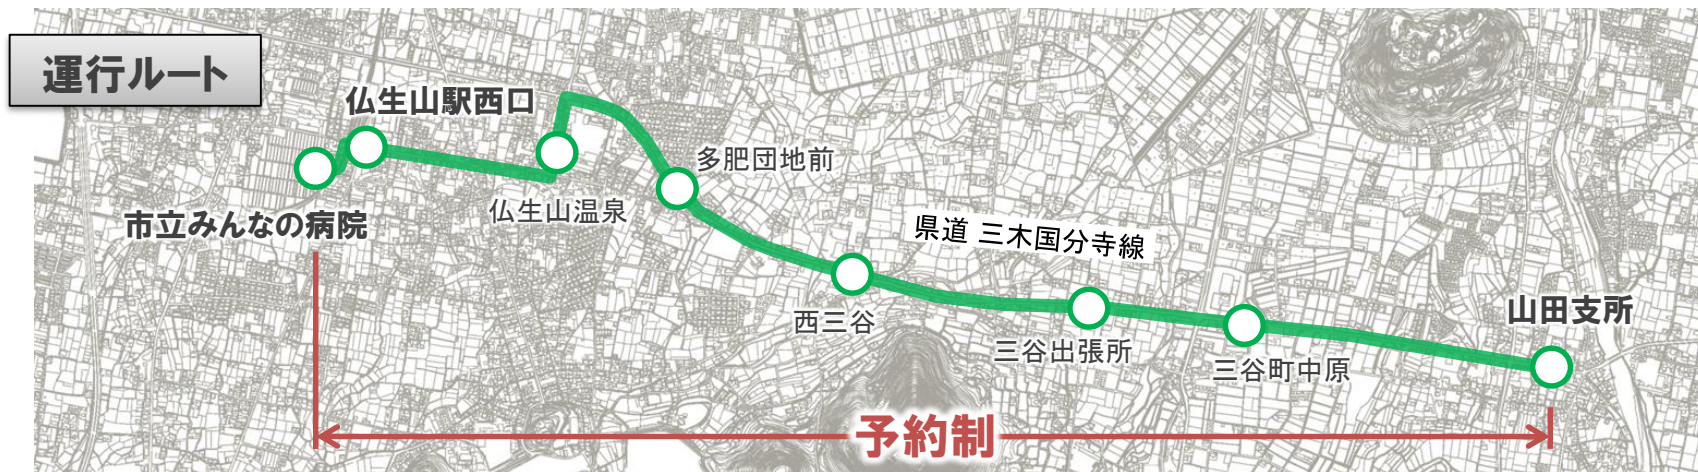 運行ルート
仏生山駅西口
多肥団地前
仏生山温泉
市立みんなの病院
県道 三木国分寺線
西三谷
三谷出張所
三谷町中原
山田支所
予約制